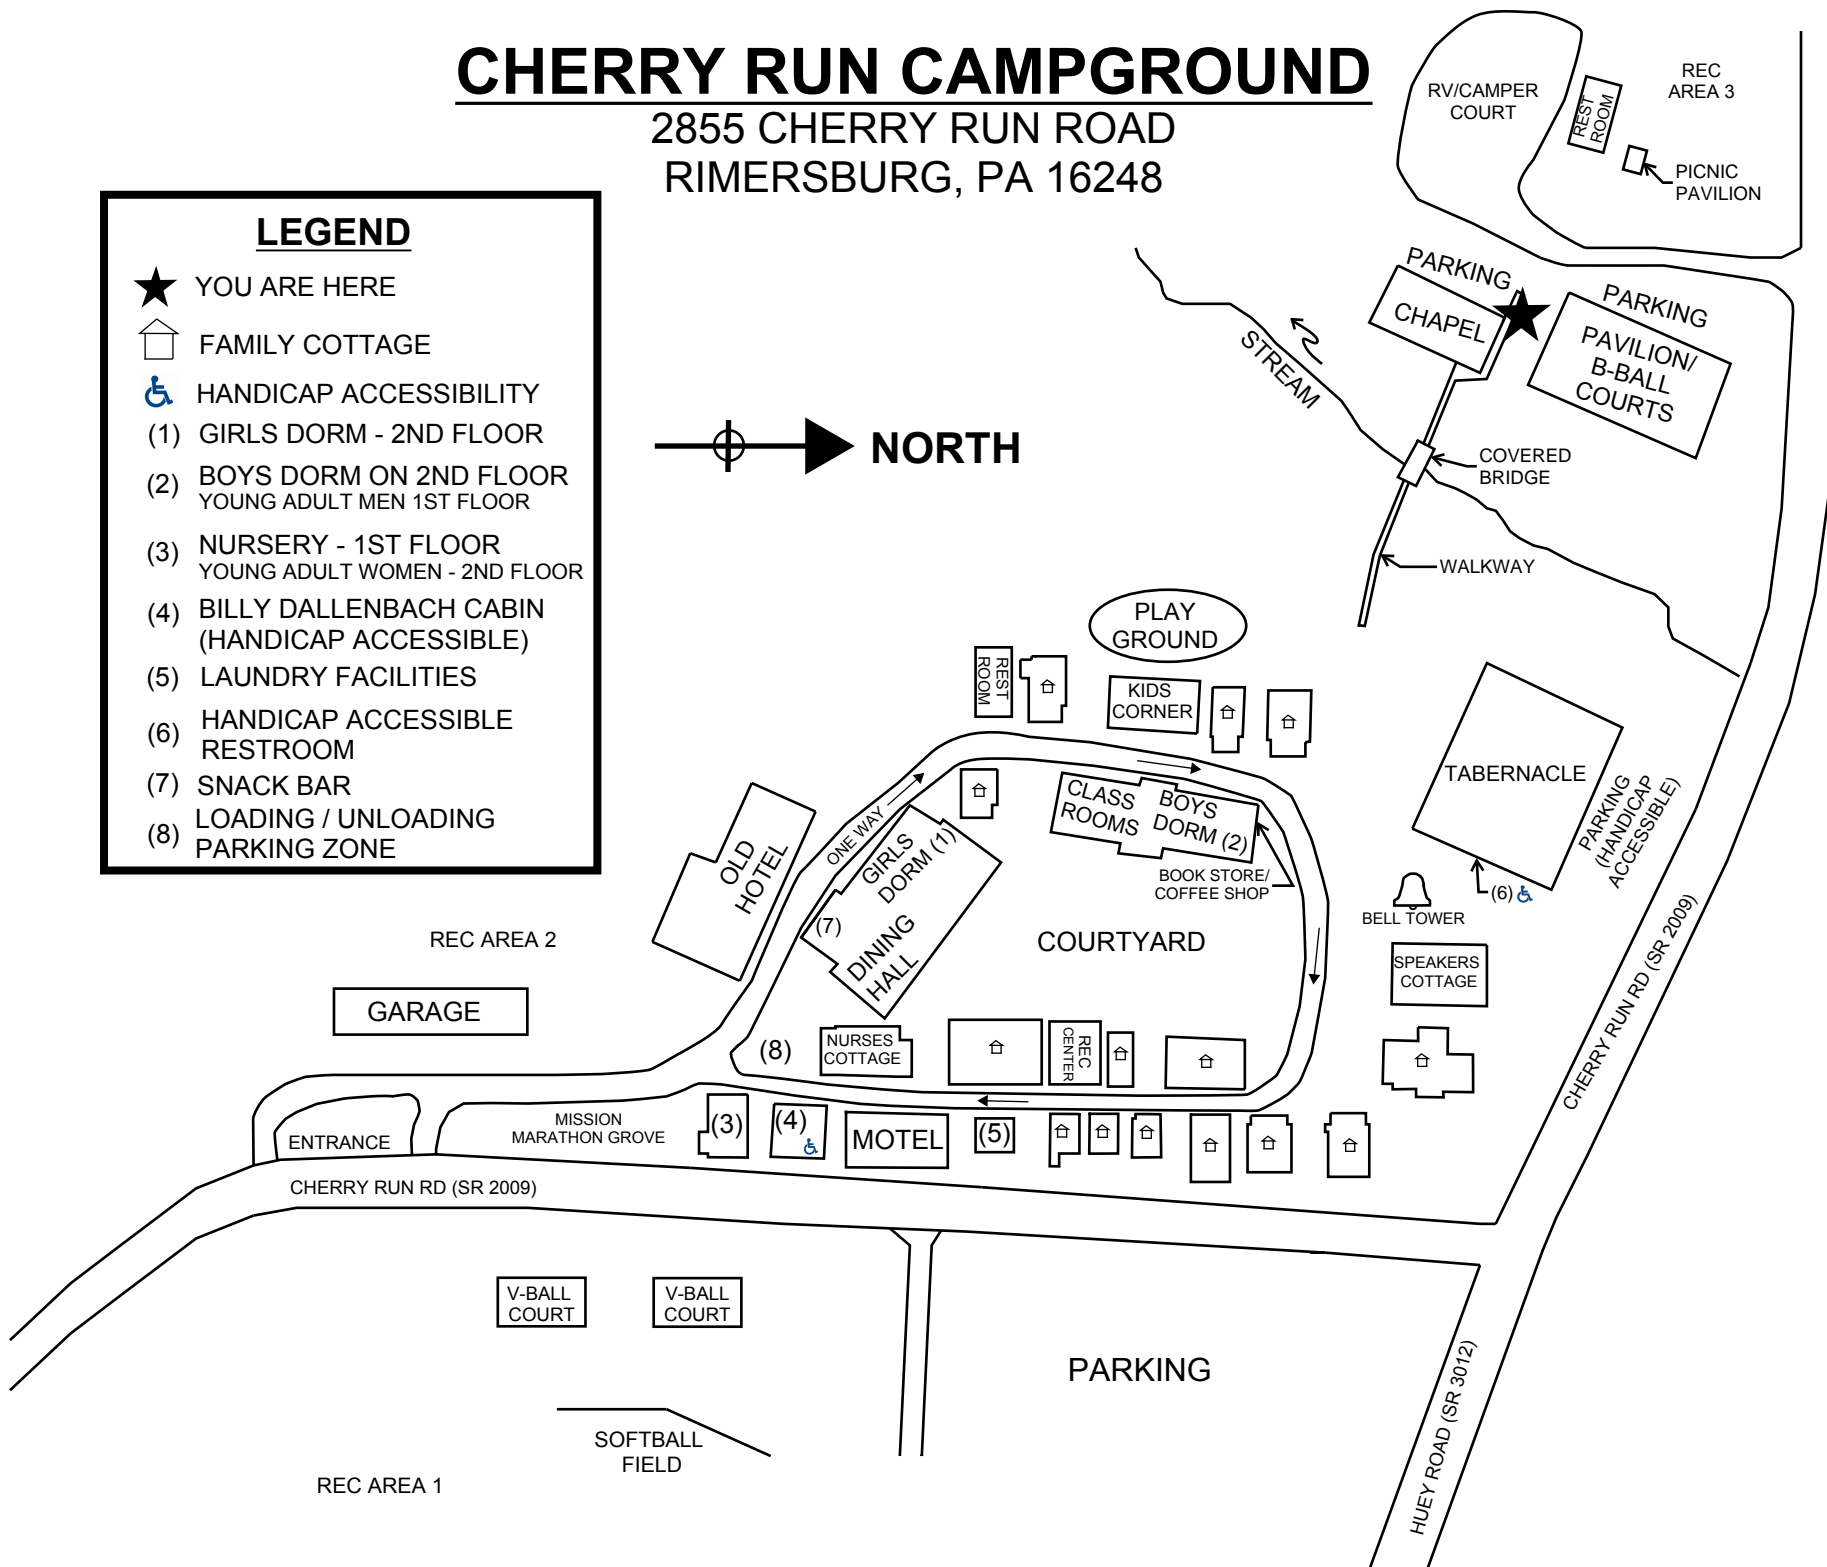 CHERRY RUN CAMPGROUND
2855 CHERRY RUN ROAD
RIMERSBURG, PA 16248
LEGEND
YOU ARE HERE
FAMILY COTTAGE
HANDICAP ACCESSIBILITY
(1) GIRLS DORM - 2ND FLOOR
(2) BOYS DORM ON 2ND FLOOR
YOUNG ADULT MEN 1ST FLOOR
(3) NURSERY - 1ST FLOOR
YOUNG ADULT WOMEN - 2ND FLOOR
(4) BILLY DALLENBACH CABIN
(HANDICAP ACCESSIBLE)
(5) LAUNDRY FACILITIES
(6) HANDICAP ACCESSIBLE
RESTROOM
(7) SNACK BAR
(8) LOADING / UNLOADING
PARKING ZONE
NORTH
RV/CAMPER
COURT
REST
ROOM
REC
AREA 3
PICNIC
PAVILION
PARKING
CHAPEL
PARKING
PAVILION/
B-BALL
COURTS
STREAM
COVERED
BRIDGE
WALKWAY
PLAY
GROUND
REST
ROOM
KIDS
CORNER
TABERNACLE
PARKING
(HANDICAP
ACCESSIBLE)
(6)
CLASS
ROOMS
BOYS
DORM (2)
BOOK STORE/
COFFEE SHOP
ONE WAY
OLD
HOTEL
GIRLS
DORM (1)
(7)
DINING
HALL
COURTYARD
BELL TOWER
SPEAKERS
COTTAGE
REC AREA 2
GARAGE
(8)
NURSES
COTTAGE
REC
CENTER
CHERRY RUN RD (SR 2009)
ENTRANCE
MISSION
MARATHON GROVE
(3)
(4)
MOTEL
(5)
CHERRY RUN RD (SR 2009)
V-BALL
COURT
V-BALL
COURT
PARKING
SOFTBALL
FIELD
REC AREA 1
HUEY ROAD (SR 3012)